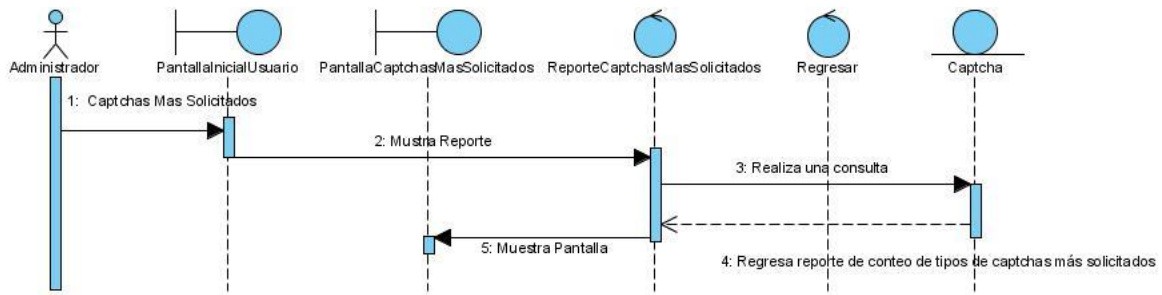 Administrador
PantallaInicialUsuario
PantallaCaptchasMasSolicitados
ReporteCaptchasMasSolicitados
Regresar
Captcha
1: Captchas Mas Solicitados
2: Mustra Reporte
3: Realiza una consulta
5: Muestra Pantalla
4: Regresa reporte de conteo de tipos de captchas más solicitados